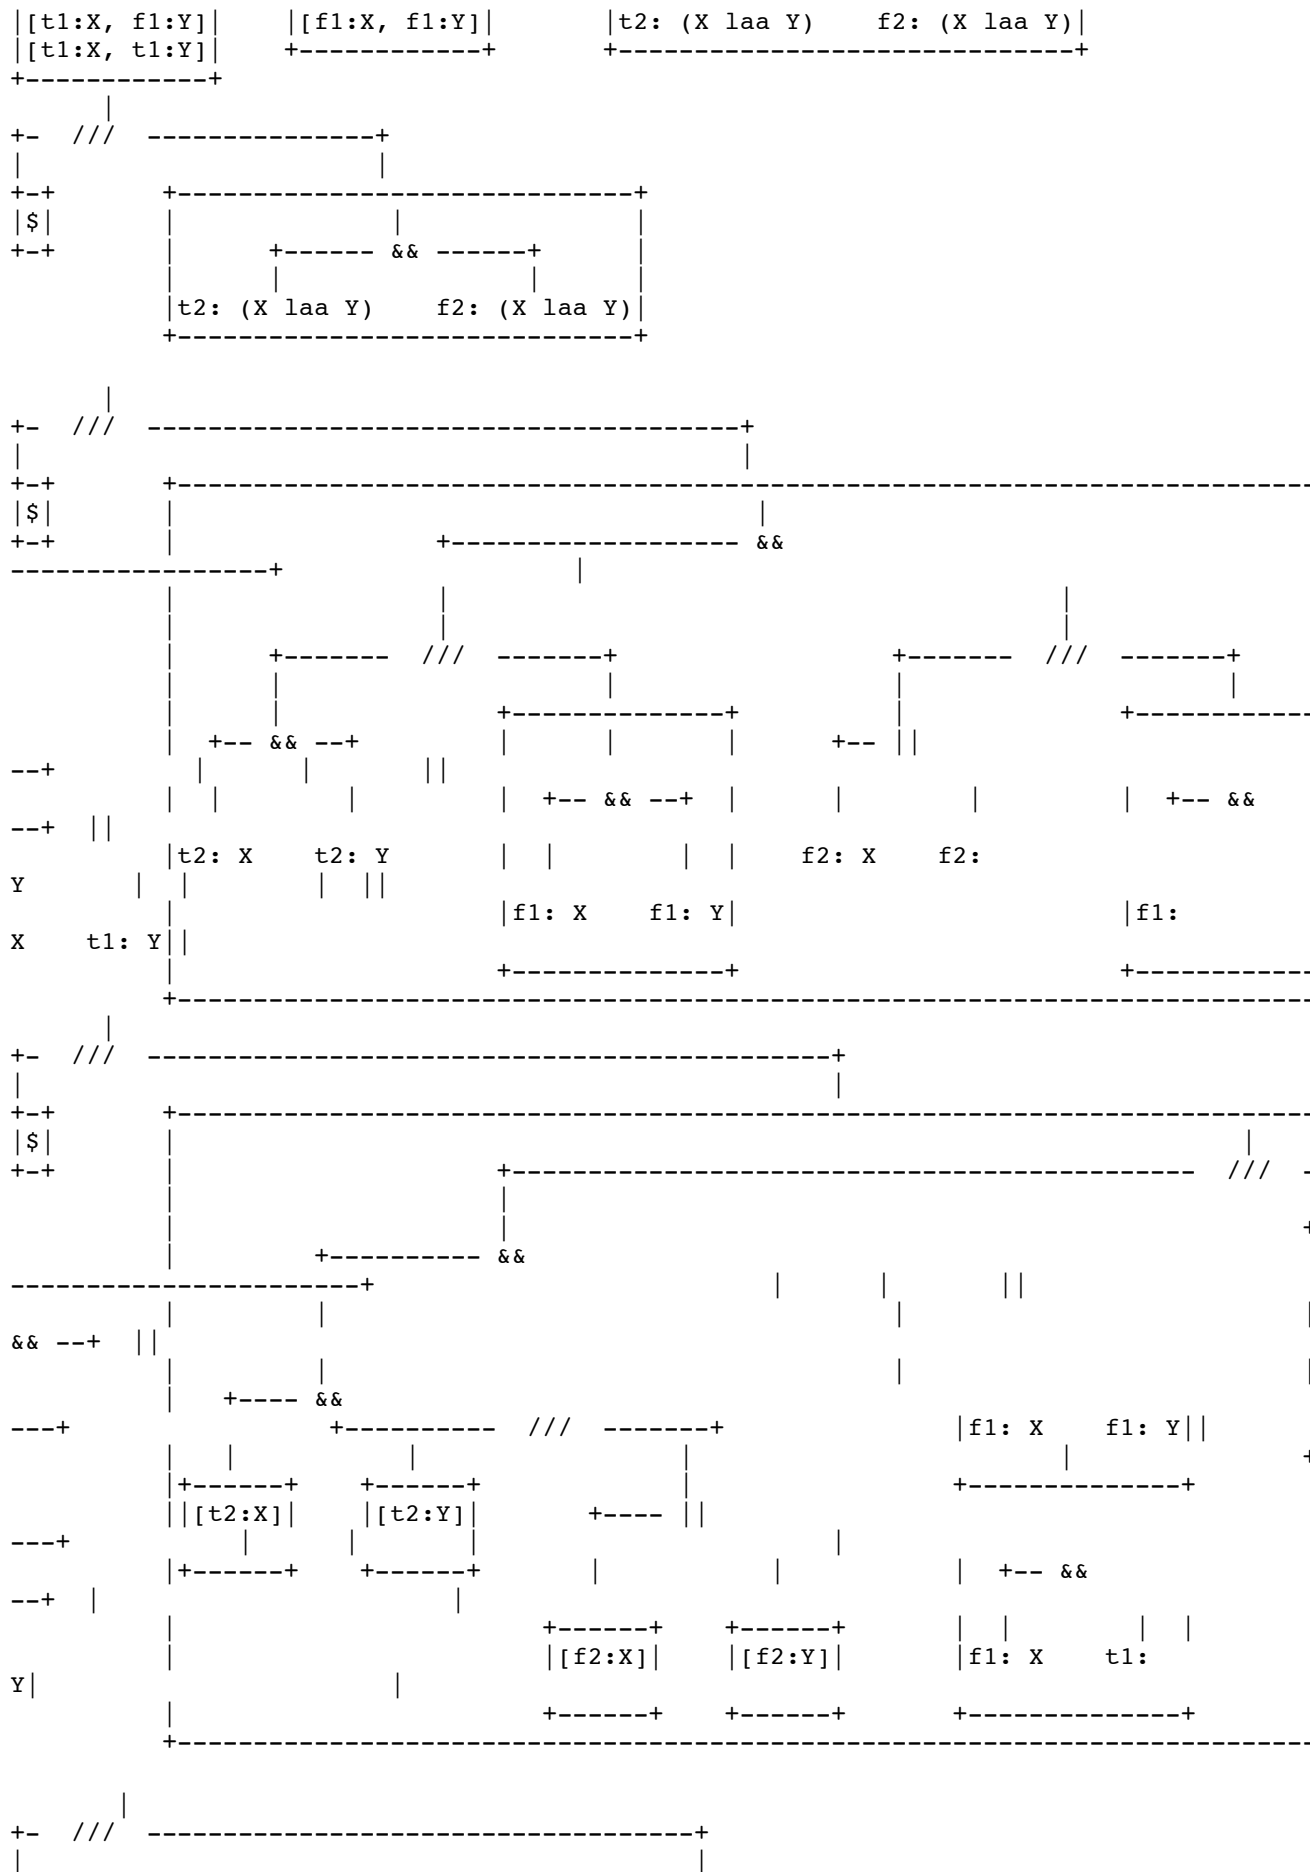 |[t1:X, f1:Y]|    |[f1:X, f1:Y]|       |t2: (X laa Y)    f2: (X laa Y)|
|[t1:X, t1:Y]|    +------------+       +------------------------------+
+------------+
      |
+-  ///  ---------------+
|                       |
+-+       +------------------------------+
|$|       |              |               |
+-+       |      +------ && ------+      |
          |      |                |      |
          |t2: (X laa Y)    f2: (X laa Y)|
          +------------------------------+
      |
+-  ///  ---------------------------------------+
|                                               |
+-+       +---------------------------------------------------------------------------
|$|       |                                      |
+-+       |                 +------------------- &&
-----------------+                    |
          |                 |                                        |
          |                 |                                        |
          |      +-------  ///  -------+                  +-------  ///  -------+
          |      |                     |                  |                     |
          |      |              +--------------+          |              +------------
          |  +-- && --+         |      |       |      +-- ||
--+         |      |       ||
          |  |        |         |  +-- && --+  |      |        |         |  +-- &&
--+  ||
          |t2: X    t2: Y       |  |        |  |    f2: X    f2:
Y       |  |        |  ||
          |                     |f1: X    f1: Y|                         |f1:
X    t1: Y||
          |                     +--------------+                         +------------
          +---------------------------------------------------------------------------
      |
+-  ///  ---------------------------------------------+
|                                                     |
+-+       +---------------------------------------------------------------------------
|$|       |                                                                      |
+-+       |                     +---------------------------------------------  ///  -
          |                     |
          |                     |                                                    +
          |         +---------- &&
-----------------------+                          |      |       ||
          |         |                                     |                          |
&& --+  ||
          |         |                                     |                          |
          |   +---- &&
---+                 +----------  ///  -------+               |f1: X    f1: Y||
          |   |           |                 |                        |               +
          |+------+    +------+             |                 +--------------+
          ||[t2:X]|    |[t2:Y]|       +---- ||
---+           |      |       |                       |
          |+------+    +------+       |           |           |  +-- &&
--+  |                       |
          |                        +------+    +------+       |  |        |  |
          |                        |[f2:X]|    |[f2:Y]|       |f1: X    t1:
Y|                       |
          |                        +------+    +------+       +--------------+
          +---------------------------------------------------------------------------
       |
+-  ///  ------------------------------------+
|                                            |